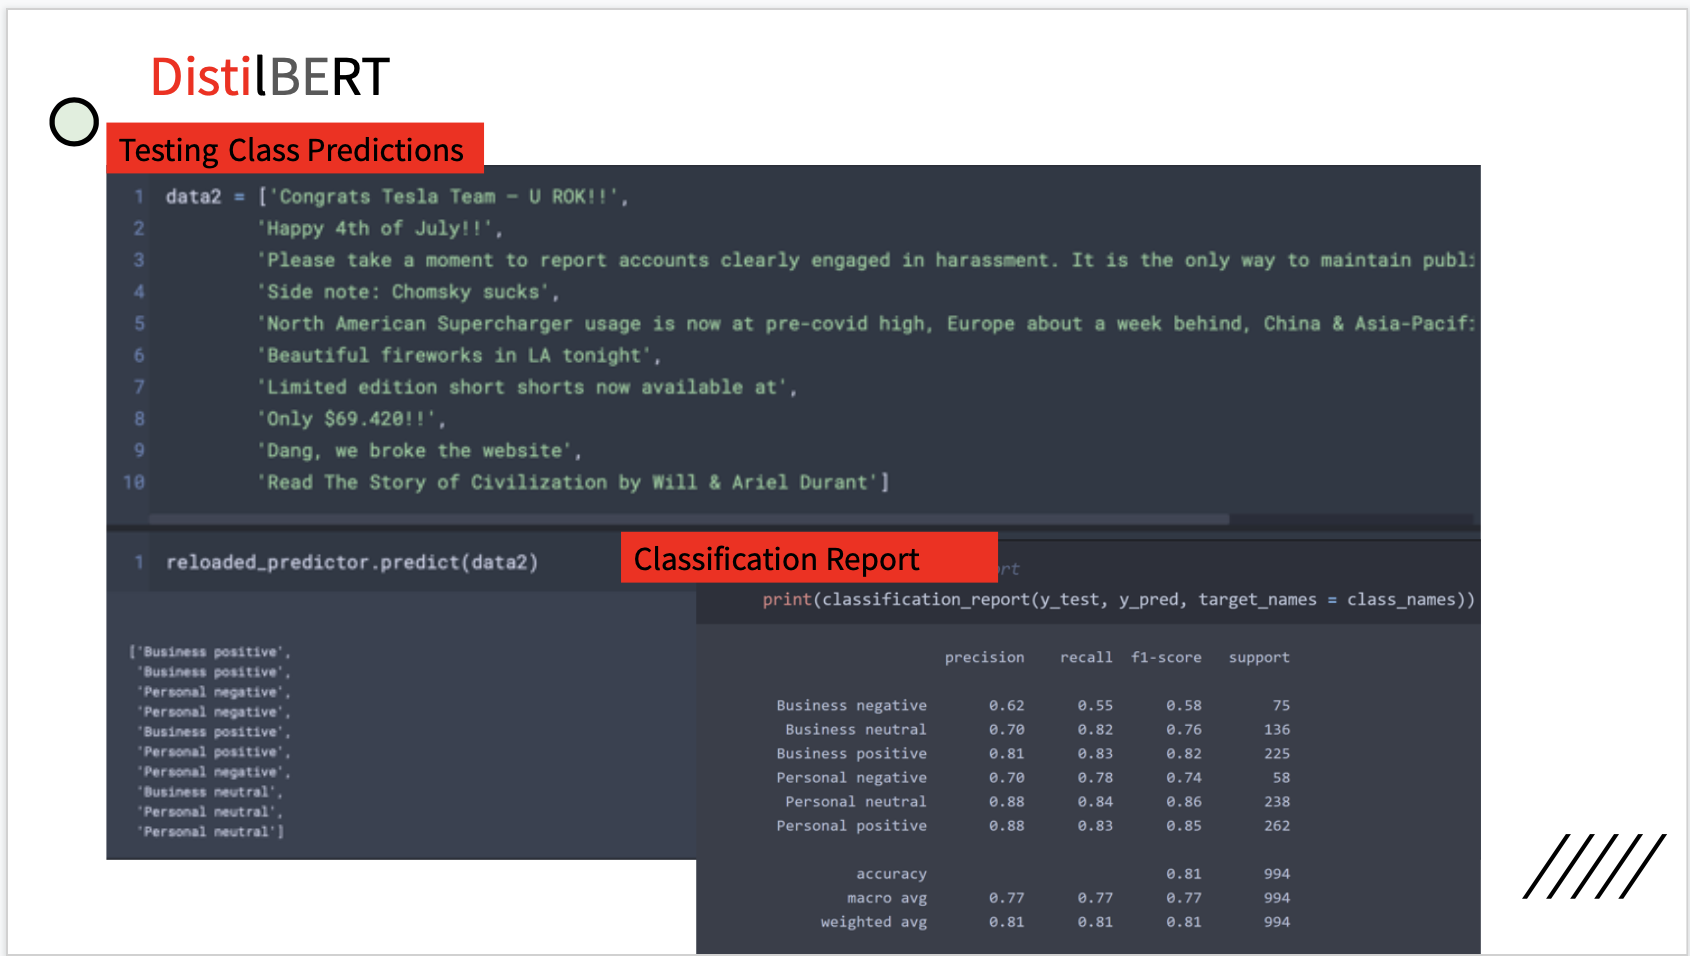 DistilBERT
Testing Class Predictions
1 data2 = ['Congrats Tesla Team – U ROK!!',
2 'Happy 4th of July!!',
3 'Please take a moment to report accounts clearly engaged in harassment. It is the only way to maintain
4 'Side note: Chomsky sucks',
5 'North American Supercharger usage is now at pre-covid high, Europe about a week behind, China &
6 'Beautiful fireworks in LA tonight',
7 'Limited edition short shorts now available at',
8 'Only $69.420!!',
9 'Dang, we broke the website',
10 'Read The Story of Civilization by Will & Ariel Durant']
1 reloaded_predictor.predict(data2)
['Business positive',
'Business positive',
'Personal negative',
'Personal negative',
'Business positive',
'Personal positive',
'Personal negative',
'Business neutral',
'Personal neutral',
'Personal neutral']
Classification Report
print(classification_report(y_test, y_pred, target_names = class_names))
precision recall f1-score support
Business negative 0.62 0.55 0.58 75
Business neutral 0.70 0.82 0.76 136
Business positive 0.81 0.83 0.82 225
Personal negative 0.70 0.78 0.74 58
Personal neutral 0.88 0.84 0.86 238
Personal positive 0.88 0.83 0.85 262
accuracy 0.81 994
macro avg 0.77 0.77 0.77 994
weighted avg 0.81 0.81 0.81 994